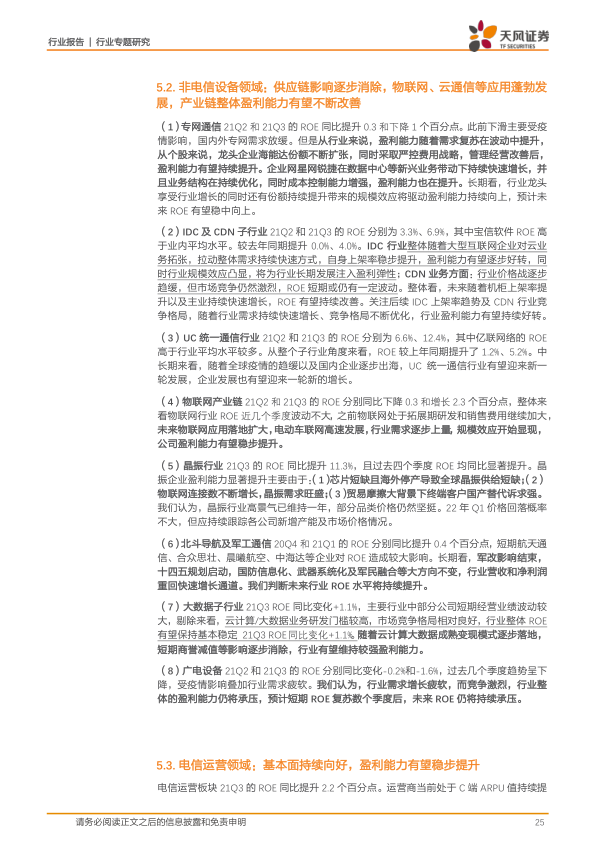 行业报告 | 行业专题研究
天风证券
TF SECURITIES
5.2. 非电信设备领域：供应链影响逐步消除，物联网、云通信等应用蓬勃发
展，产业链整体盈利能力有望不断改善
（1）专网通信 21Q2 和 21Q3 的 ROE 同比提升 0.3 和下降 1 个百分点。此前下滑主要受疫
情影响，国内外专网需求放缓。但是从行业来说，盈利能力随着需求复苏在波动中提升，
从个股来说，龙头企业海能达份额不断扩张，同时采取严控费用战略，管理经营改善后，
盈利能力有望持续提升。企业网星网锐捷在数据中心等新兴业务带动下持续快速增长，并
且业务结构在持续优化，同时成本控制能力增强，盈利能力也在提升。长期看，行业龙头
享受行业增长的同时还有份额持续提升带来的规模效应将驱动盈利能力持续向上，预计未
来 ROE 有望稳中向上。
（2）IDC 及 CDN 子行业 21Q2 和 21Q3 的 ROE 分别为 3.3%、6.9%，其中宝信软件 ROE 高
于业内平均水平。较去年同期提升 0.0%、4.0%。IDC 行业整体随着大型互联网企业对云业
务拓张，拉动整体需求持续快速方式，自身上架率稳步提升，盈利能力有望逐步好转，同
时行业规模效应凸显，将为行业长期发展注入盈利弹性；CDN 业务方面：行业价格战逐步
趋缓，但市场竞争仍然激烈，ROE 短期或仍有一定波动。整体看，未来随着机柜上架率提
升以及主业持续快速增长，ROE 有望持续改善。关注后续 IDC 上架率趋势及 CDN 行业竞
争格局，随着行业需求持续快速增长、竞争格局不断优化，行业盈利能力有望持续好转。
（3）UC 统一通信行业 21Q2 和 21Q3 的 ROE 分别为 6.6%、12.4%，其中亿联网络的 ROE
高于行业平均水平较多。从整个子行业角度来看，ROE 较上年同期提升了 1.2%、5.2%。中
长期来看，随着全球疫情的趋缓以及国内企业逐步出海，UC 统一通信行业有望迎来新一
轮发展，企业发展也有望迎来一轮新的增长。
（4）物联网产业链 21Q2 和 21Q3 的 ROE 分别同比下降 0.3 和增长 2.3 个百分点，整体来
看物联网行业 ROE 近几个季度波动不大，之前物联网处于拓展期研发和销售费用继续加大，
未来物联网应用落地扩大，电动车联网高速发展，行业需求逐步上量，规模效应开始显现，
公司盈利能力有望稳步提升。
（5）晶振行业 21Q3 的 ROE 同比提升 11.3%，且过去四个季度 ROE 均同比显著提升。晶
振企业盈利能力显著提升主要由于：（1）芯片短缺且海外停产导致全球晶振供给短缺；（2）
物联网连接数不断增长，晶振需求旺盛；（3）贸易摩擦大背景下终端客户国产替代诉求强。
我们认为，晶振行业高景气已维持一年，部分品类价格仍然坚挺。22 年 Q1 价格回落概率
不大，但应持续跟踪各公司新增产能及市场价格情况。
（6）北斗导航及军工通信 20Q4 和 21Q1 的 ROE 分别同比提升 0.4 个百分点，短期航天通
信、合众思壮、晨曦航空、中海达等企业对 ROE 造成较大影响。长期看，军改影响结束，
十四五规划启动，国防信息化、武器系统化及军民融合等大方向不变，行业营收和净利润
重回快速增长通道。我们判断未来行业 ROE 水平将持续提升。
（7）大数据子行业 21Q3 ROE 同比变化+1.1%，主要行业中部分公司短期经营业绩波动较
大，剔除来看，云计算/大数据业务研发门槛较高，市场竞争格局相对良好，行业整体 ROE
有望保持基本稳定 21Q3 ROE同比变化+1.1%。随着云计算大数据成熟变现模式逐步落地，
短期商誉减值等影响逐步消除，行业有望维持较强盈利能力。
（8）广电设备 21Q2 和 21Q3 的 ROE 分别同比变化-0.2%和-1.6%，过去几个季度趋势呈下
降，受疫情影响叠加行业需求疲软。我们认为，行业需求增长疲软，而竞争激烈，行业整
体的盈利能力仍将承压，预计短期 ROE 复苏数个季度后，未来 ROE 仍将持续承压。
5.3. 电信运营领域：基本面持续向好，盈利能力有望稳步提升
电信运营板块 21Q3 的 ROE 同比提升 2.2 个百分点。运营商当前处于 C 端 ARPU 值持续提
请务必阅读正文之后的信息披露和免责申明
25